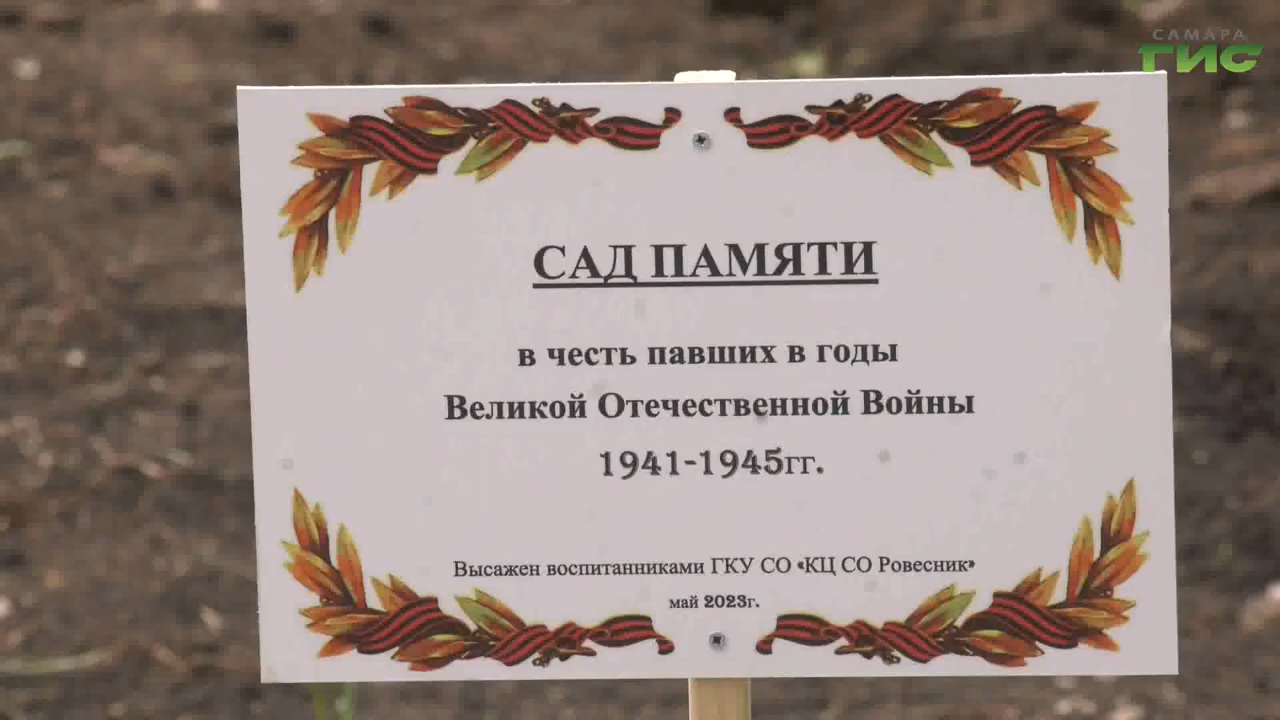 САМАРА
ГИС
САД ПАМЯТИ
в честь павших в годы
Великой Отечественной Войны
1941-1945гг.
Высажен воспитанниками ГКУ СО «КЦ СО Ровесник»
май 2023г.